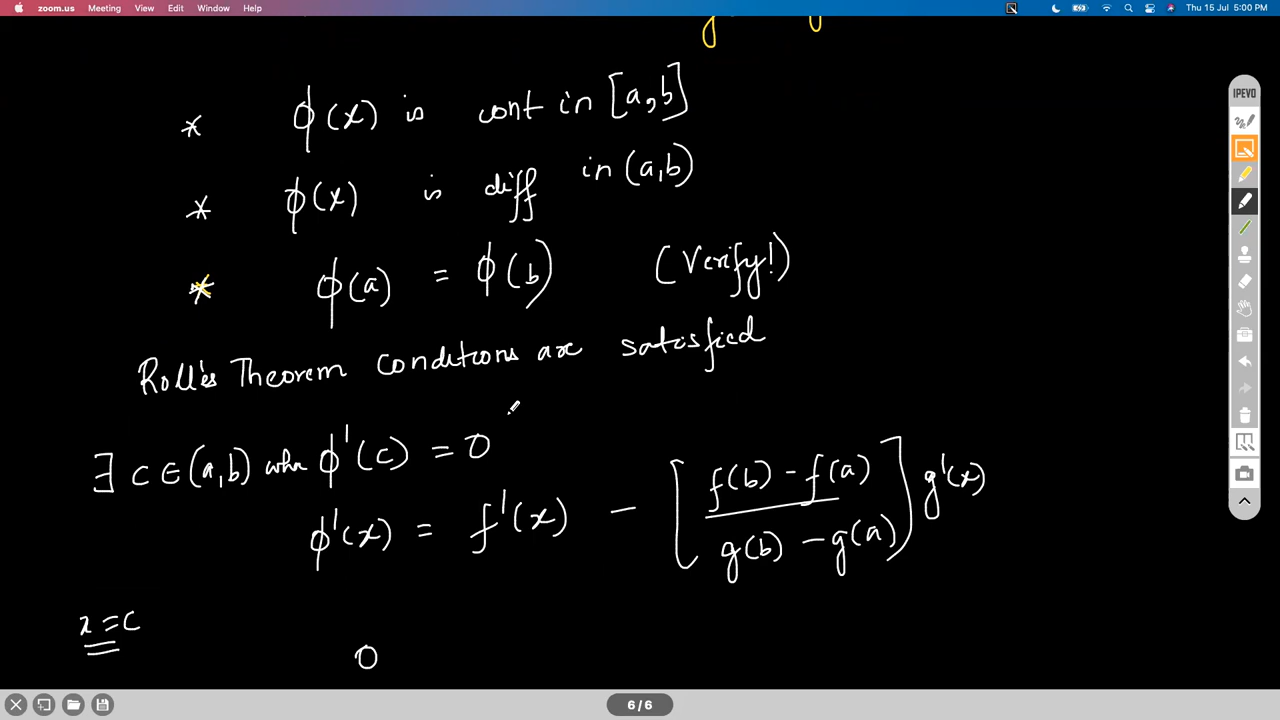 zoom.us Meeting View Edit Window Help Thu 15 Jul 5:00 PM
* ϕ(x) is cont in [a,b]
IPEVO
* ϕ(x) is diff in (a,b)
* ϕ(a) = ϕ(b) (Verify!)
Rolle's Theorem conditions are satisfied
∃ c ∈ (a,b) whe ϕ'(c) = 0
ϕ'(x) = f'(x) - [f(b) - f(a) / g(b) - g(a)] g'(x)
x = c
0
6/6